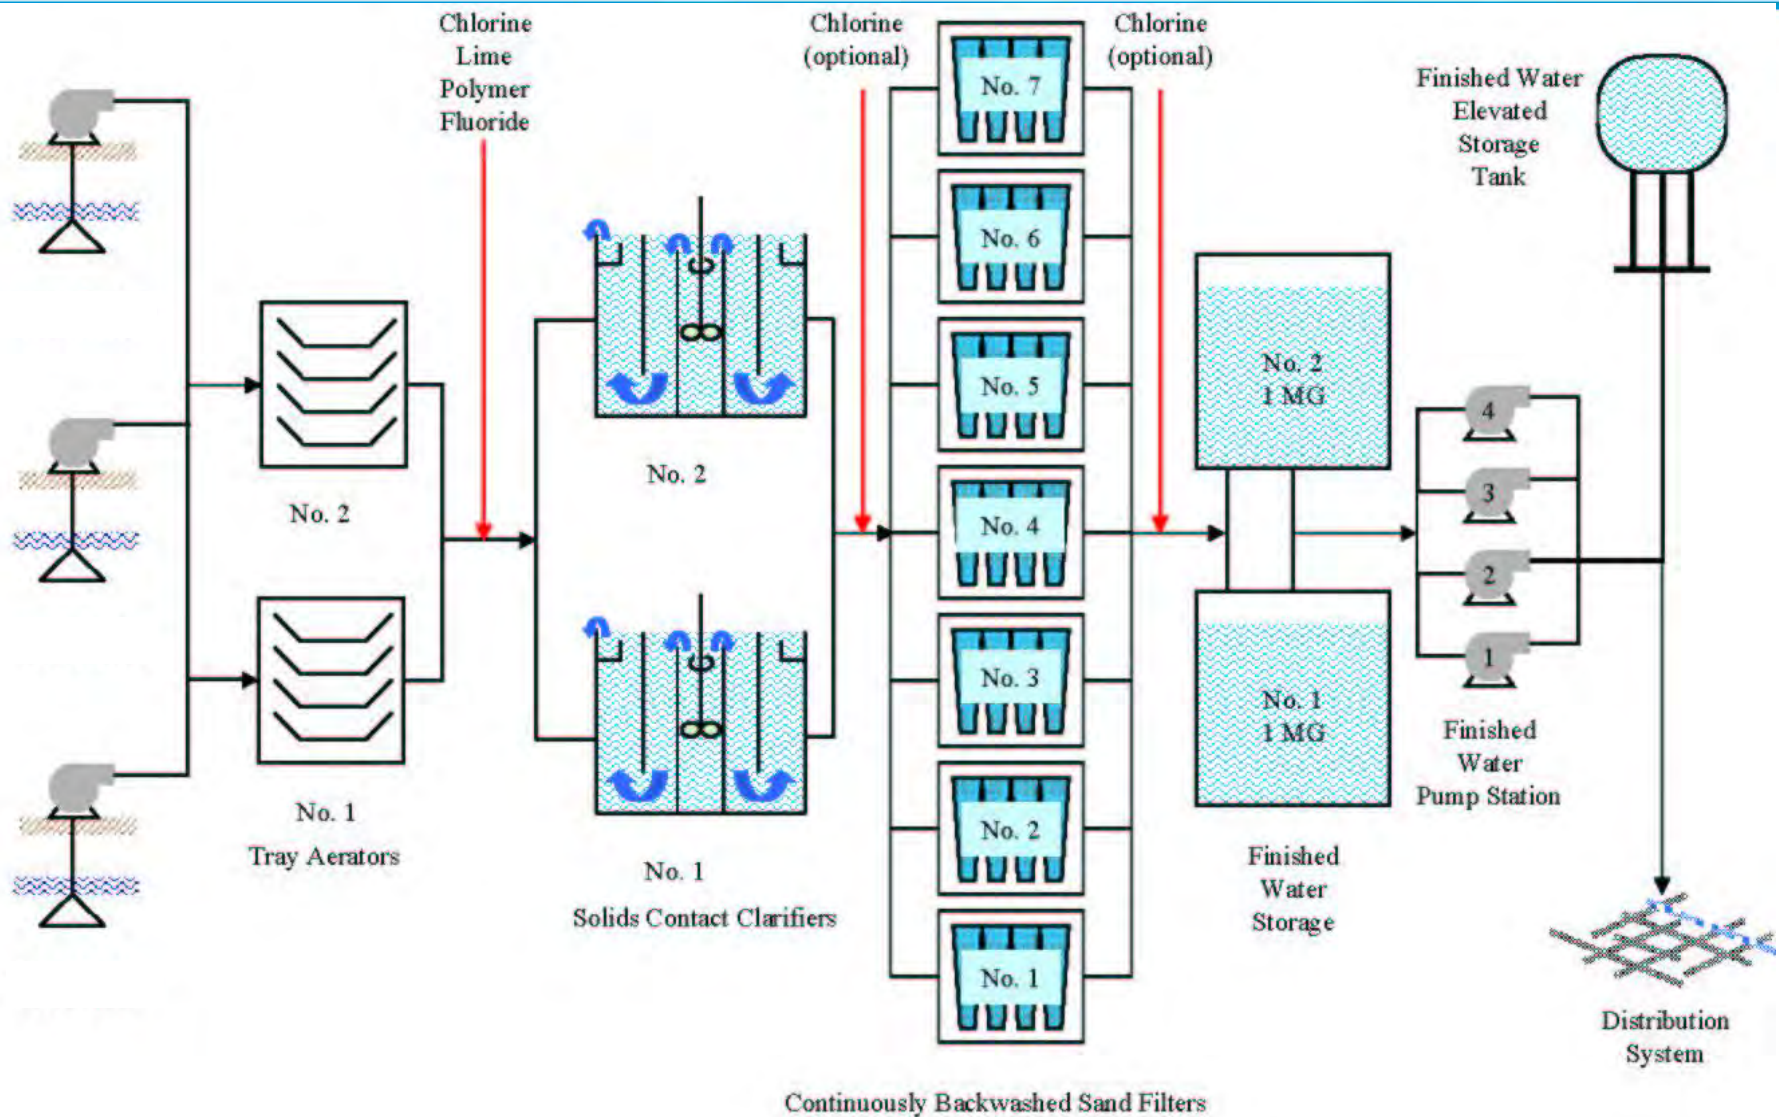 Chlorine
Lime
Polymer
Fluoride
Chlorine
(optional)
Chlorine
(optional)
Finished Water
Elevated
Storage
Tank
No. 7
No. 6
No. 5
No. 4
No. 3
No. 2
No. 1
No. 2
No. 1
Tray Aerators
No. 2
No. 1
Solids Contact Clarifiers
Continuously Backwashed Sand Filters
No. 2
1 MG
No. 1
1 MG
Finished
Water
Storage
4
3
2
1
Finished
Water
Pump Station
Distribution
System